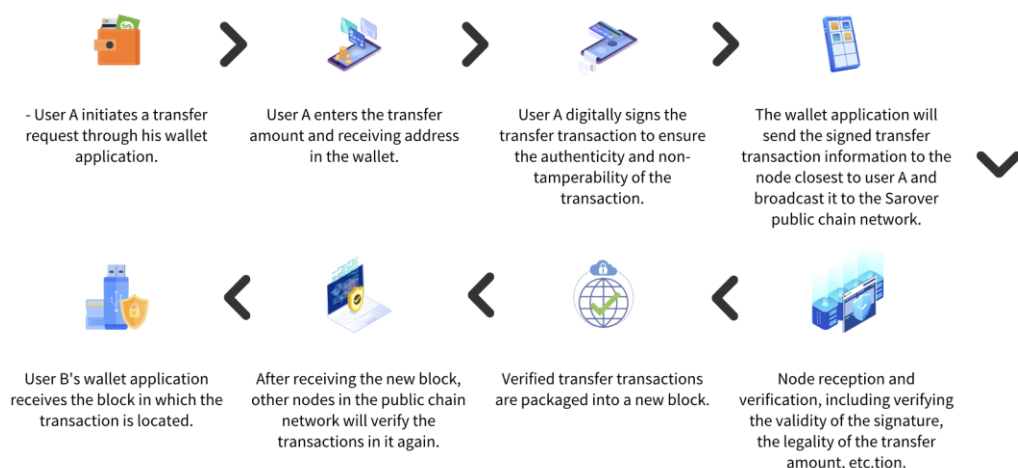 - User A initiates a transfer
request through his wallet
application.
User A enters the transfer
amount and receiving address
in the wallet.
User A digitally signs the
transfer transaction to ensure
the authenticity and non-
tamperability of the
transaction.
The wallet application will
send the signed transfer
transaction information to the
node closest to user A and
broadcast it to the Sarover
public chain network.
Node reception and
verification, including verifying
the validity of the signature,
the legality of the transfer
amount, etc.tion.
Verified transfer transactions
are packaged into a new block.
After receiving the new block,
other nodes in the public chain
network will verify the
transactions in it again.
User B's wallet application
receives the block in which the
transaction is located.